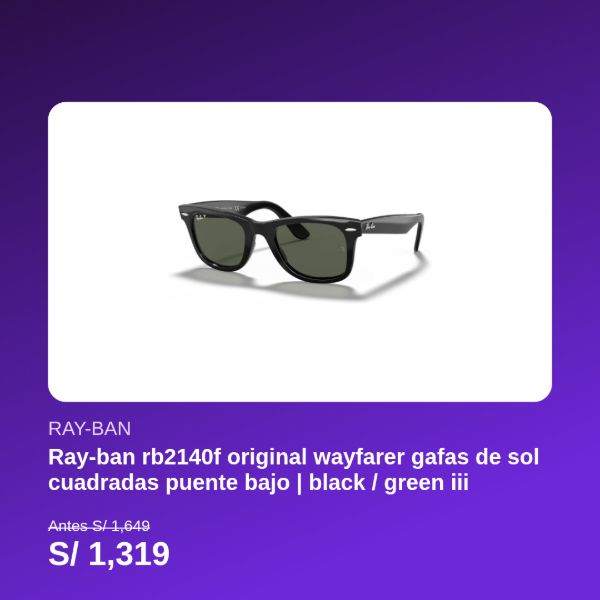 RAY-BAN
Ray-ban rb2140f original wayfarer gafas de sol
cuadradas puente bajo | black / green iii
Antes S/ 1,649
S/ 1,319